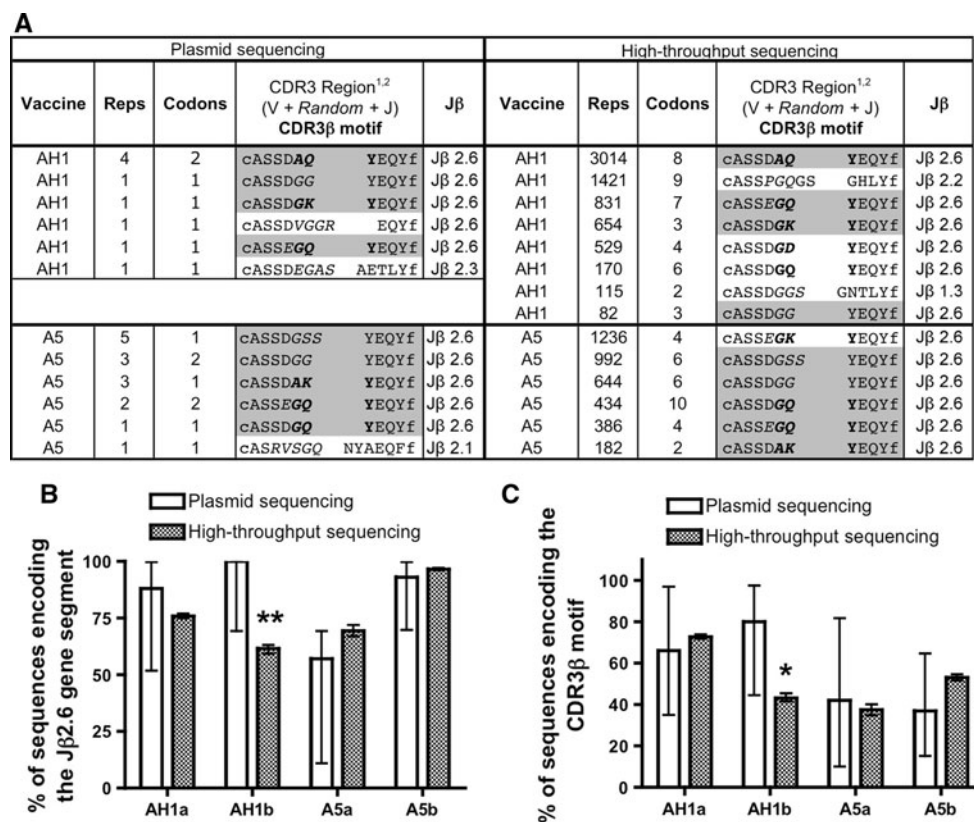 A
Plasmid sequencing
High-throughput sequencing
Vaccine Reps Codons CDR3 Region1,2 (V + Random + J) CDR3β motif Jβ
Vaccine Reps Codons CDR3 Region1,2 (V + Random + J) CDR3β motif Jβ
AH1 4 2 cASSDAQ YEQYf Jβ 2.6 AH1 3014 8 cASSDAQ YEQYf Jβ 2.6
AH1 1 1 cASSDGG YEQYf Jβ 2.6 AH1 1421 9 cASSPGQGS GHLYf Jβ 2.2
AH1 1 1 cASSDGK YEQYf Jβ 2.6 AH1 831 7 cASSEGQ YEQYf Jβ 2.6
AH1 1 1 cASSDVGGR EQYf Jβ 2.6 AH1 654 3 cASSDGK YEQYf Jβ 2.6
AH1 1 1 cASSEGQ YEQYf Jβ 2.6 AH1 529 4 cASSDGD YEQYf Jβ 2.6
AH1 1 1 cASSDEGAS AETLYf Jβ 2.3 AH1 170 6 cASSDGQ YEQYf Jβ 2.6
AH1 115 2 cASSDGGS GNTLYf Jβ 1.3
AH1 82 3 cASSDGG YEQYf Jβ 2.6
A5 5 1 cASSDGSS YEQYf Jβ 2.6 A5 1236 4 cASSEGK YEQYf Jβ 2.6
A5 3 2 cASSDGG YEQYf Jβ 2.6 A5 992 6 cASSDGSS YEQYf Jβ 2.6
A5 3 1 cASSDAK YEQYf Jβ 2.6 A5 644 6 cASSDGG YEQYf Jβ 2.6
A5 2 2 cASSEGQ YEQYf Jβ 2.6 A5 434 10 cASSDGQ YEQYf Jβ 2.6
A5 1 1 cASSDGQ YEQYf Jβ 2.6 A5 386 4 cASSEGQ YEQYf Jβ 2.6
A5 1 1 cASRVSGQ NYAEQFf Jβ 2.1 A5 182 2 cASSDAK YEQYf Jβ 2.6
B
Plasmid sequencing
High-throughput sequencing
% of sequences encoding
the Jβ2.6 gene segment
100
75
50
25
0
**
AH1a AH1b A5a A5b
C
Plasmid sequencing
High-throughput sequencing
% of sequences encoding the
CDR3β motif
100
80
60
40
20
0
*
AH1a AH1b A5a A5b